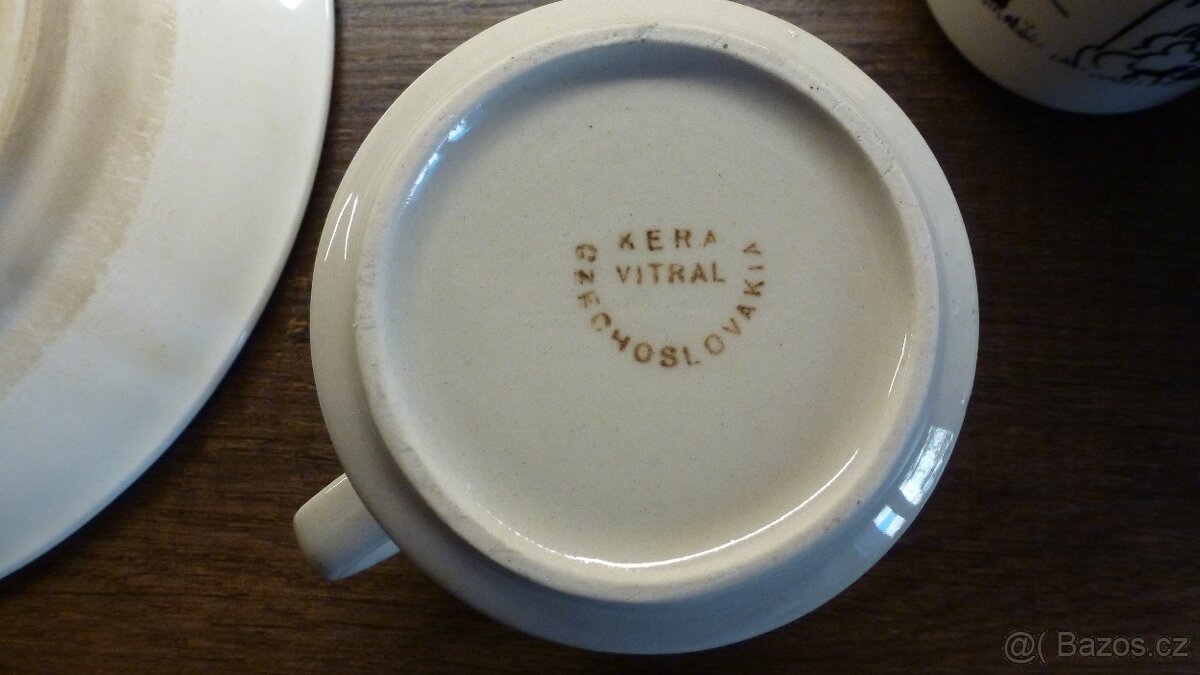 KERA
VITRAL
CZECHOSLOVAKIA
@( Bazos.cz